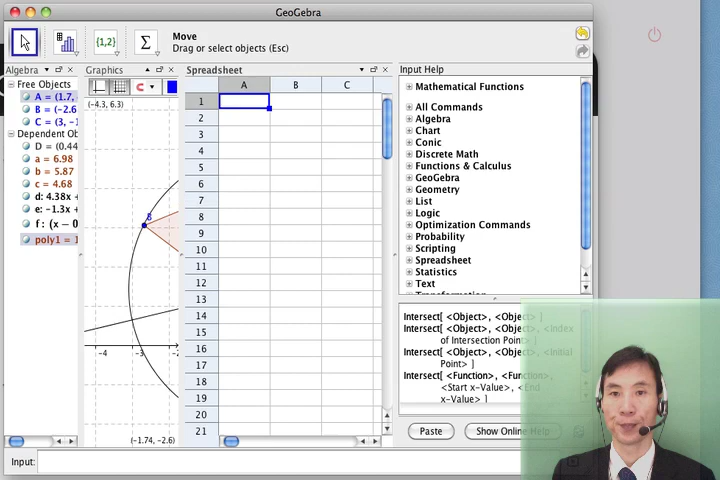 GeoGebra
{1,2}
Σ
Move
Drag or select objects (Esc)
Algebra
Graphics
Spreadsheet
Input Help
Free Objects
A = (1.7,
B = (-2.6
C = (3, -1
Dependent Ob
D = (0.44
a = 6.98
b = 5.87
c = 4.68
d: 4.38x +
e: -1.3x +
f: (x - 0
poly1 = 1
(-4.3, 6.3)
B
-4
-3
-2
(-1.74, -2.6)
A B C
1
2
3
4
5
6
7
8
9
10
11
12
13
14
15
16
17
18
19
20
21
Mathematical Functions
All Commands
Algebra
Chart
Conic
Discrete Math
Functions & Calculus
GeoGebra
Geometry
List
Logic
Optimization Commands
Probability
Scripting
Spreadsheet
Statistics
Text
Transformation
Intersect[ <Object>, <Object> ]
Intersect[ <Object>, <Object>, <Index
of Intersection Point> ]
Intersect[ <Object>, <Object>, <Initial
Point> ]
Intersect[ <Function>, <Function>,
<Start x-Value>, <End
x-Value> ]
Paste
Show Online Help
Input: